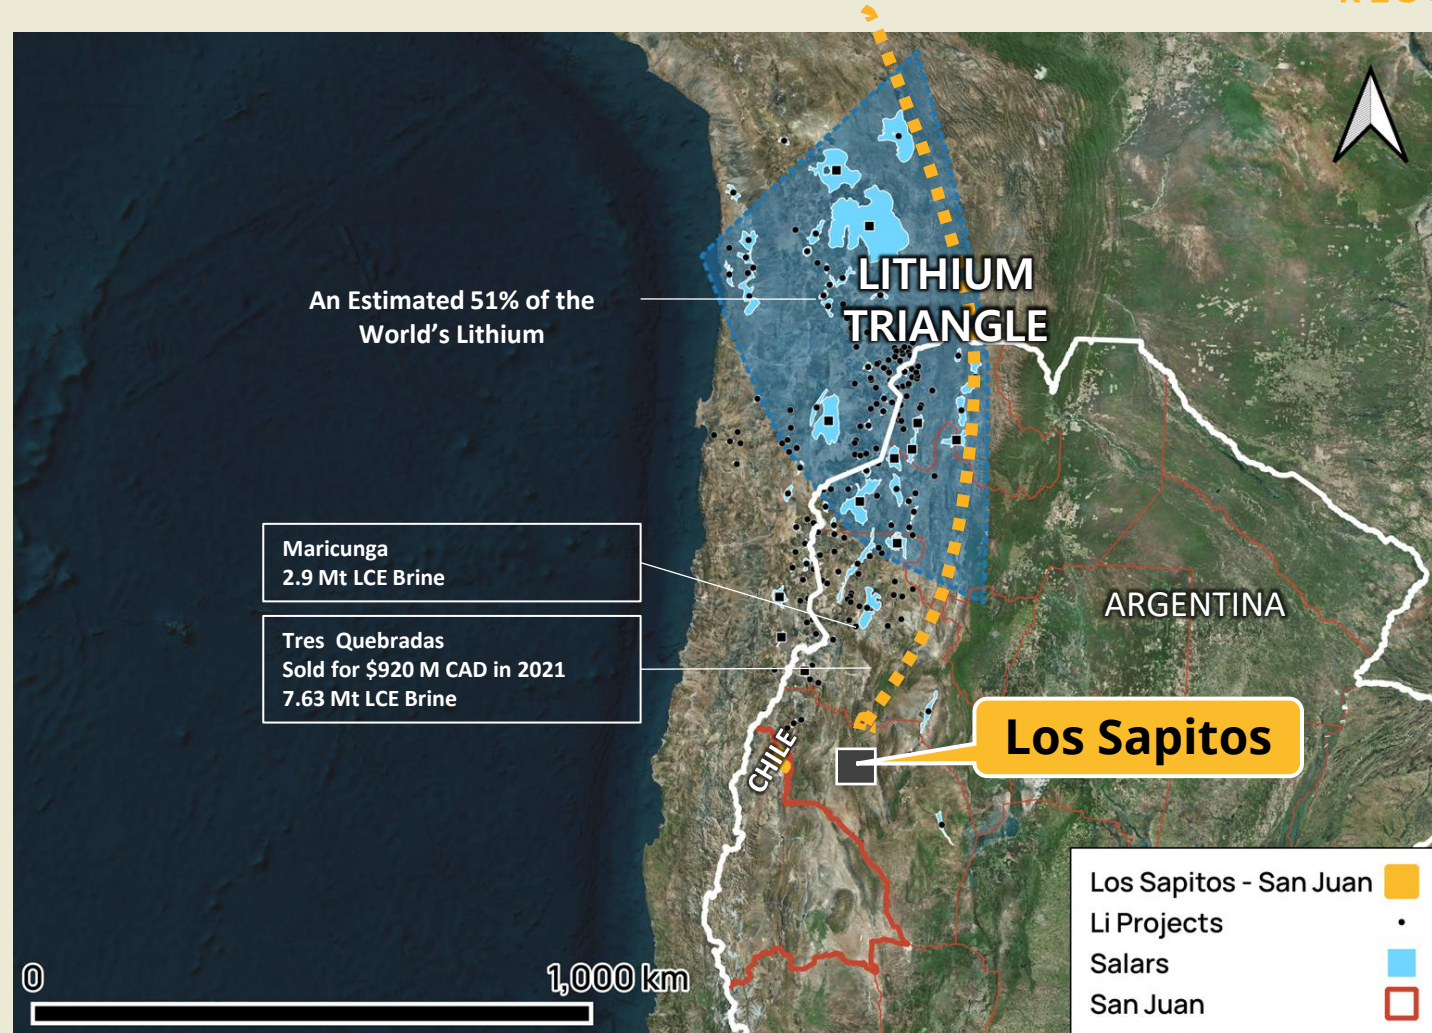 LITHIUM
TRIANGLE
An Estimated 51% of the
World’s Lithium
Maricunga
2.9 Mt LCE Brine
Tres Quebradas
Sold for $920 M CAD in 2021
7.63 Mt LCE Brine
ARGENTINA
Los Sapitos
CHILE
Los Sapitos - San Juan
Li Projects
Salars
San Juan
0
1,000 km